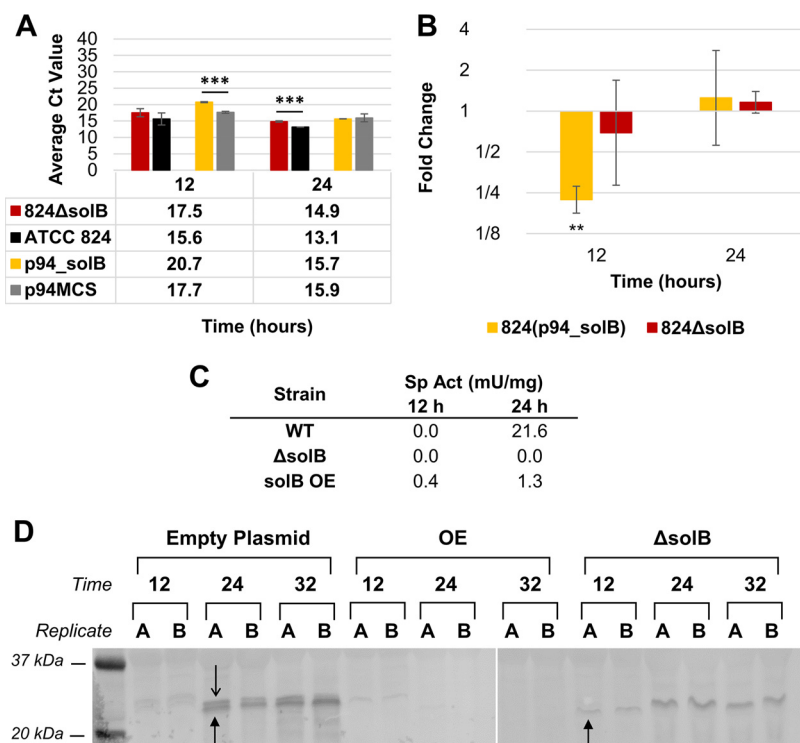 A
Average Ct Value
40
35
30
25
20
15
10
5
0
***
***
12 24
824ΔsolB 17.5 14.9
ATCC 824 15.6 13.1
p94_solB 20.7 15.7
p94MCS 17.7 15.9
Time (hours)
B
Fold Change
4
2
1
1/2
1/4
1/8
**
12 24
Time (hours)
824(p94_solB) 824ΔsolB
C
Strain Sp Act (mU/mg)
12 h 24 h
WT 0.0 21.6
ΔsolB 0.0 0.0
solB OE 0.4 1.3
D
Empty Plasmid OE ΔsolB
Time 12 24 32 12 24 32 12 24 32
Replicate A B A B A B A B A B A B A B A B A B
37 kDa
20 kDa